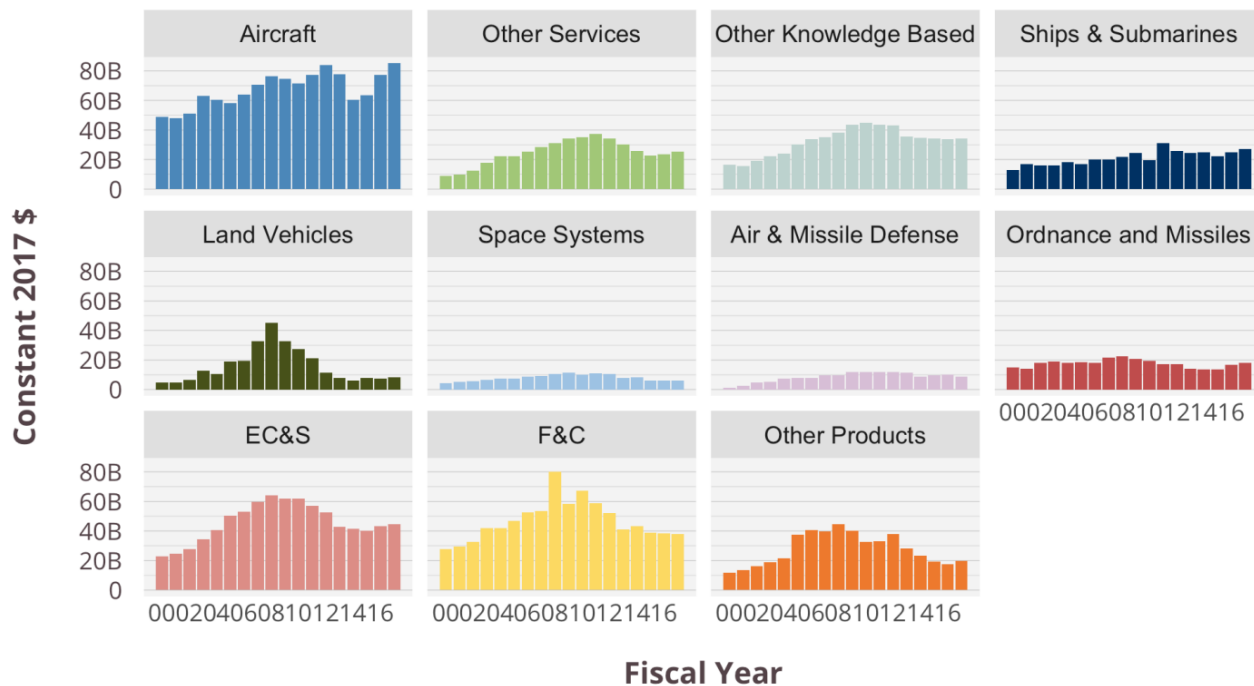 Aircraft
Other Services
Other Knowledge Based
Ships & Submarines
80B
60B
40B
20B
0
Land Vehicles
Space Systems
Air & Missile Defense
Ordnance and Missiles
80B
60B
40B
20B
0
000204060810121416
EC&S
F&C
Other Products
80B
60B
40B
20B
0
000204060810121416
000204060810121416
000204060810121416
Constant 2017 $
Fiscal Year